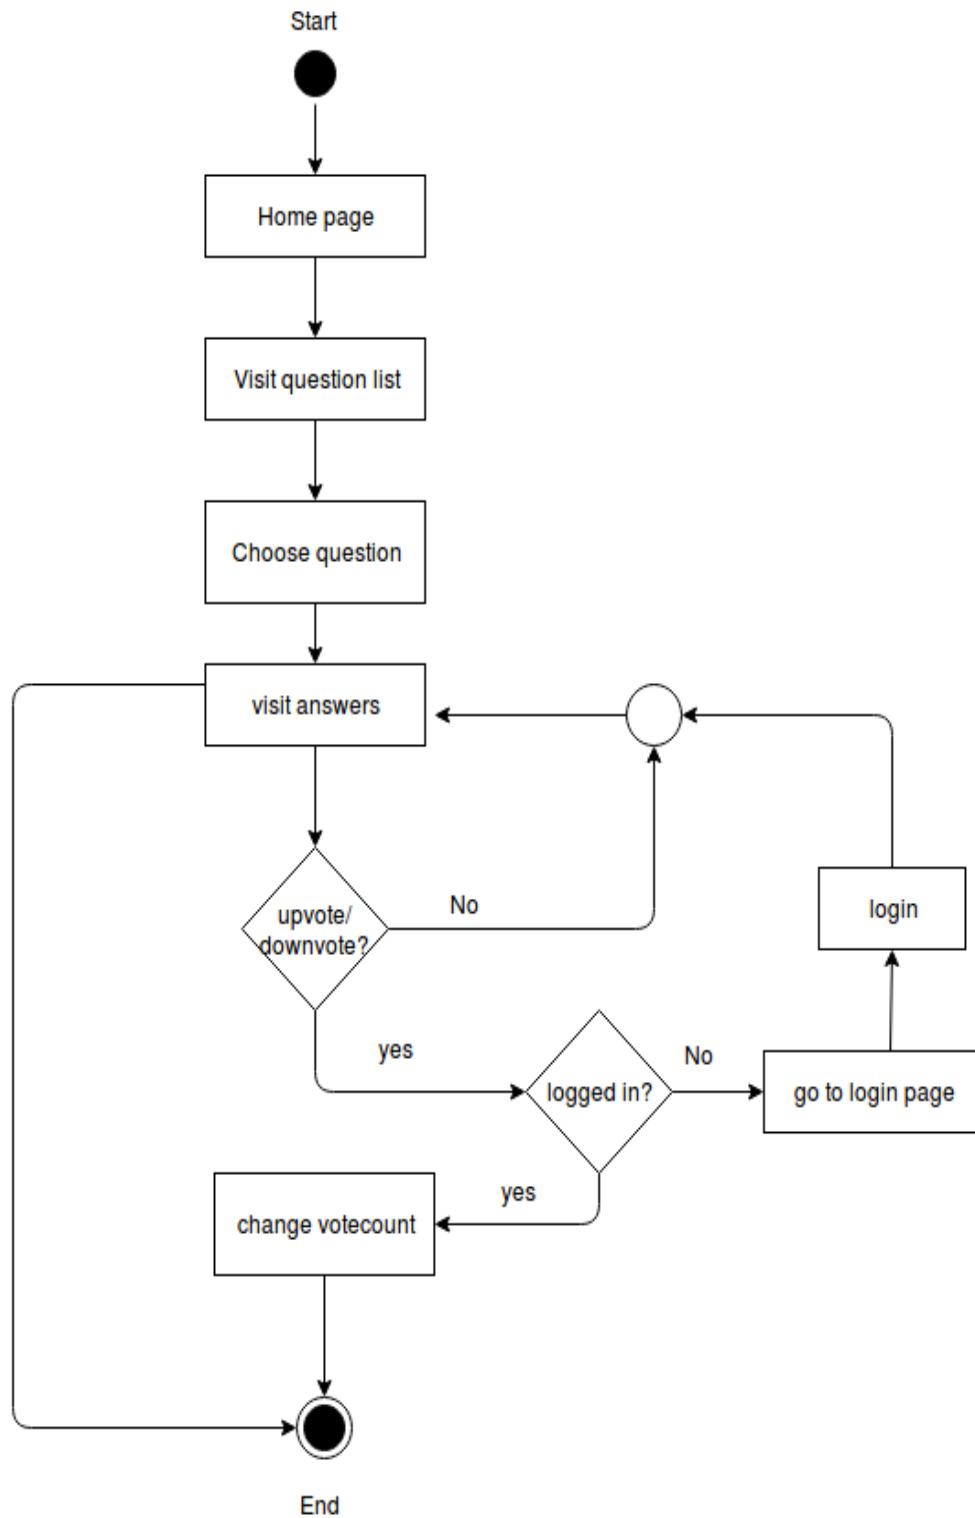 Start
Home page
Visit question list
Choose question
visit answers
upvote/
downvote?
No
login
yes
logged in?
No
go to login page
yes
change votecount
End